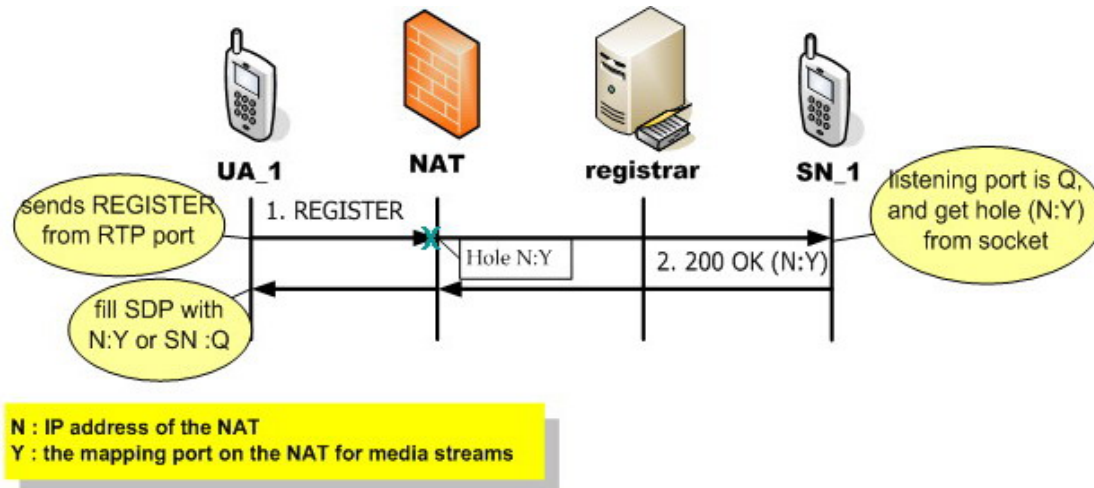 UA_1
NAT
registrar
SN_1
sends REGISTER
from RTP port
1. REGISTER
Hole N:Y
2. 200 OK (N:Y)
listening port is Q,
and get hole (N:Y)
from socket
fill SDP with
N:Y or SN :Q
N : IP address of the NAT
Y : the mapping port on the NAT for media streams